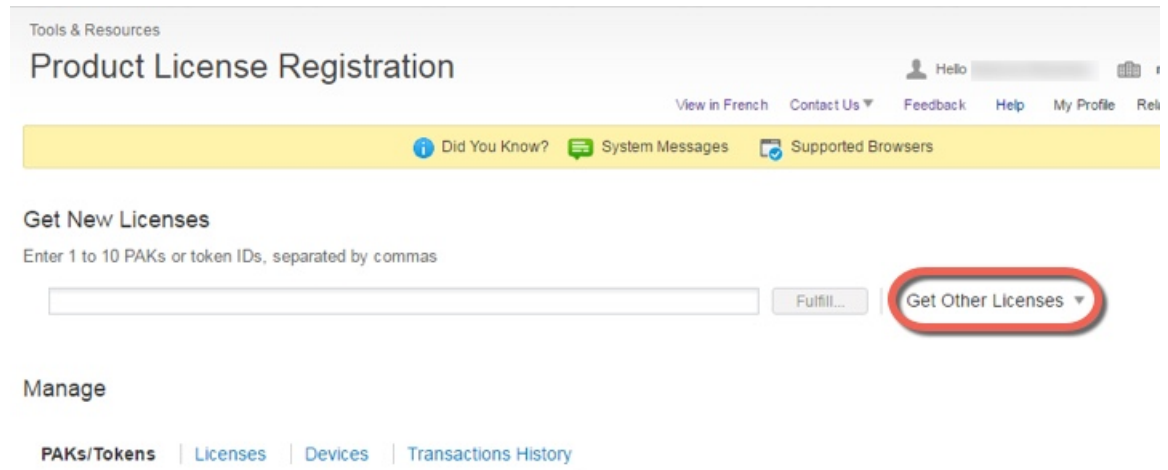 Tools & Resources
Product License Registration
Hello
View in French Contact Us Feedback Help My Profile
Did You Know? System Messages Supported Browsers
Get New Licenses
Enter 1 to 10 PAKs or token IDs, separated by commas
Fulfill... Get Other Licenses
Manage
PAKs/Tokens Licenses Devices Transactions History